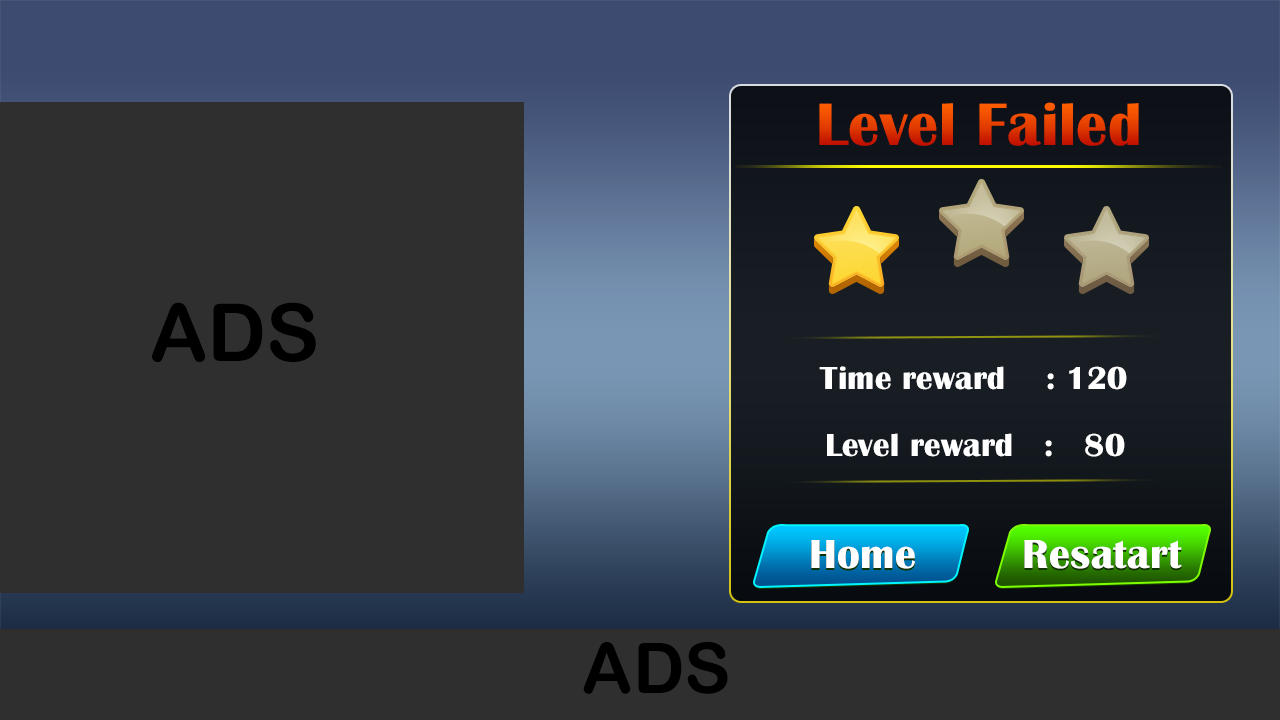 Level Failed
ADS
Time reward : 120
Level reward : 80
Home
Resatart
ADS